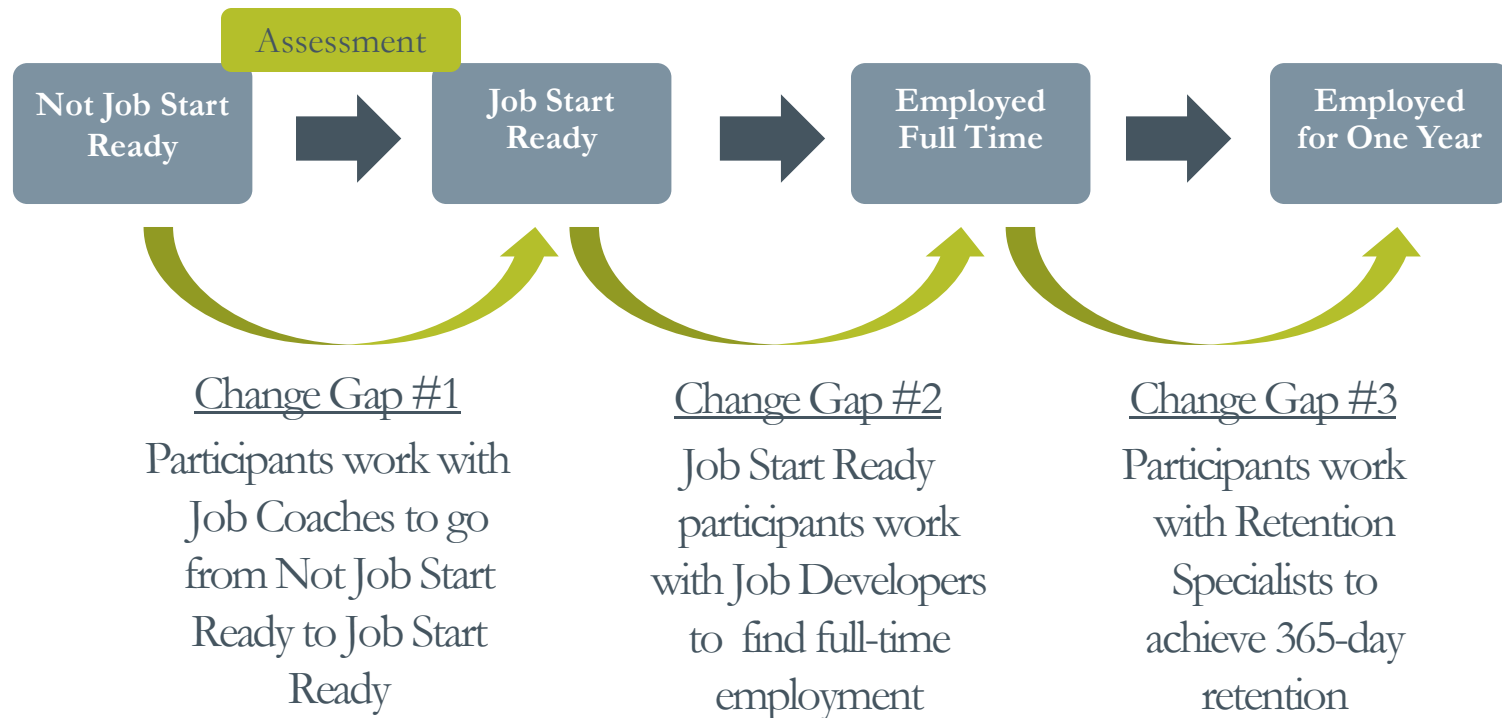 Assessment
Not Job Start
Ready
Job Start
Ready
Employed
Full Time
Employed
for One Year
Change Gap #1
Participants work with
Job Coaches to go
from Not Job Start
Ready to Job Start
Ready
Change Gap #2
Job Start Ready
participants work
with Job Developers
to find full-time
employment
Change Gap #3
Participants work
with Retention
Specialists to
achieve 365-day
retention